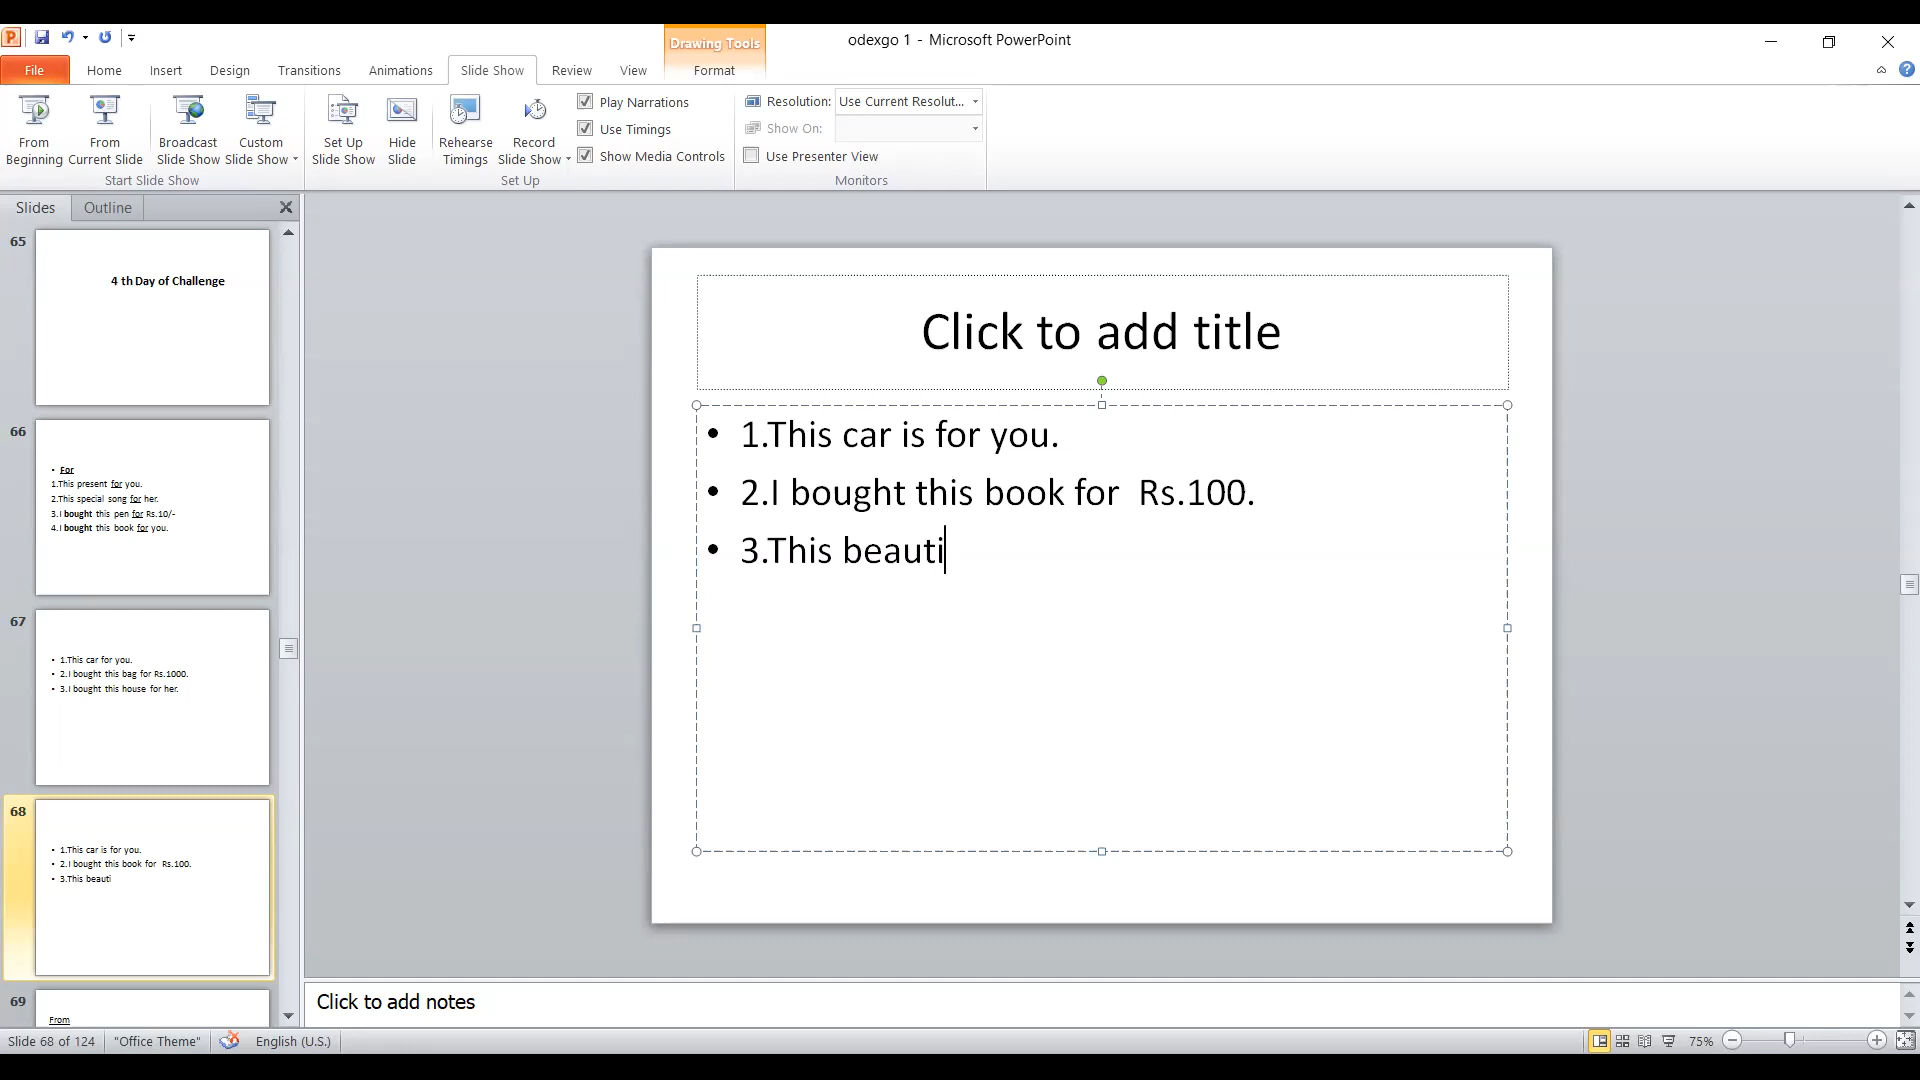 odexgo 1 - Microsoft PowerPoint
Drawing Tools
File Home Insert Design Transitions Animations Slide Show Review View Format
From Beginning
From Current Slide
Broadcast Slide Show
Custom Slide Show
Start Slide Show
Set Up Slide Show
Hide Slide
Rehearse Timings
Record Slide Show
Play Narrations
Use Timings
Show Media Controls
Set Up
Resolution: Use Current Resolut...
Show On:
Use Presenter View
Monitors
Slides Outline
65
4 th Day of Challenge
66
• For
1.This present for you.
2.This special song for her.
3.I bought this pen for Rs.10/-
4.I bought this book for you.
67
• 1.This car for you.
• 2.I bought this bag for Rs.1000.
• 3.I bought this house for her.
68
• 1.This car is for you.
• 2.I bought this book for Rs.100.
• 3.This beauti
69
From
Click to add title
• 1.This car is for you.
• 2.I bought this book for Rs.100.
• 3.This beauti
Click to add notes
Slide 68 of 124 "Office Theme" English (U.S.) 75%